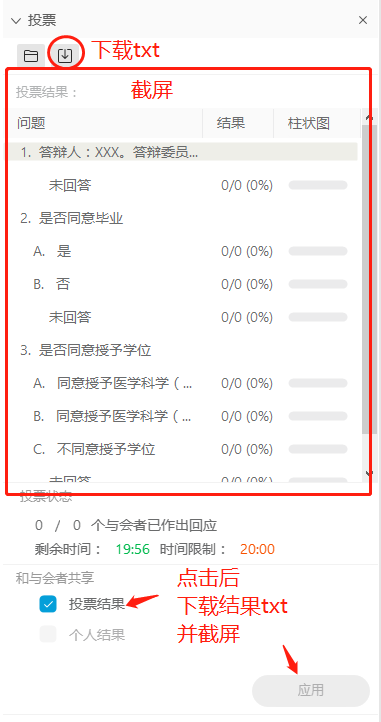 投票
下载txt
投票结果：
截屏
问题 结果 柱状图
1. 答辩人：XXX。答辩委员...
未回答 0/0 (0%)
2. 是否同意毕业
A. 是 0/0 (0%)
B. 否 0/0 (0%)
未回答 0/0 (0%)
3. 是否同意授予学位
A. 同意授予医学科学（... 0/0 (0%)
B. 同意授予医学科学（... 0/0 (0%)
C. 不同意授予学位 0/0 (0%)
未回答 0/0 (0%)
投票状态
0 / 0 个与会者已作出回应
剩余时间： 19:56 时间限制： 20:00
和与会者共享
投票结果
个人结果
点击后
下载结果txt
并截屏
应用